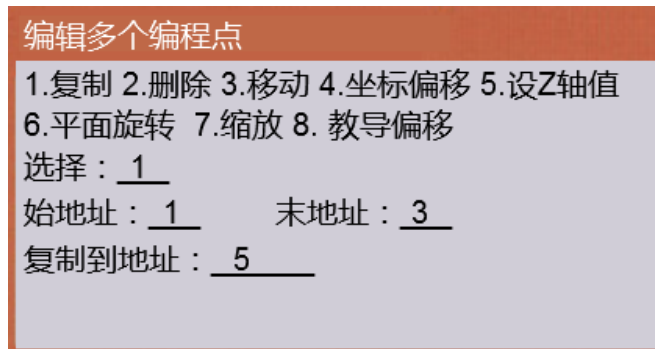 编辑多个编程点
1.复制 2.删除 3.移动 4.坐标偏移 5.设Z轴值
6.平面旋转 7.缩放 8. 教导偏移
选择：1
始地址：1 末地址：3
复制到地址：5